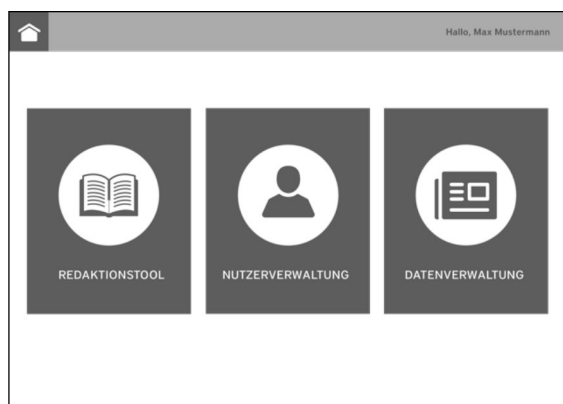 Hallo, Max Mustermann
REDAKTIONSTOOL
NUTZERVERWALTUNG
DATENVERWALTUNG